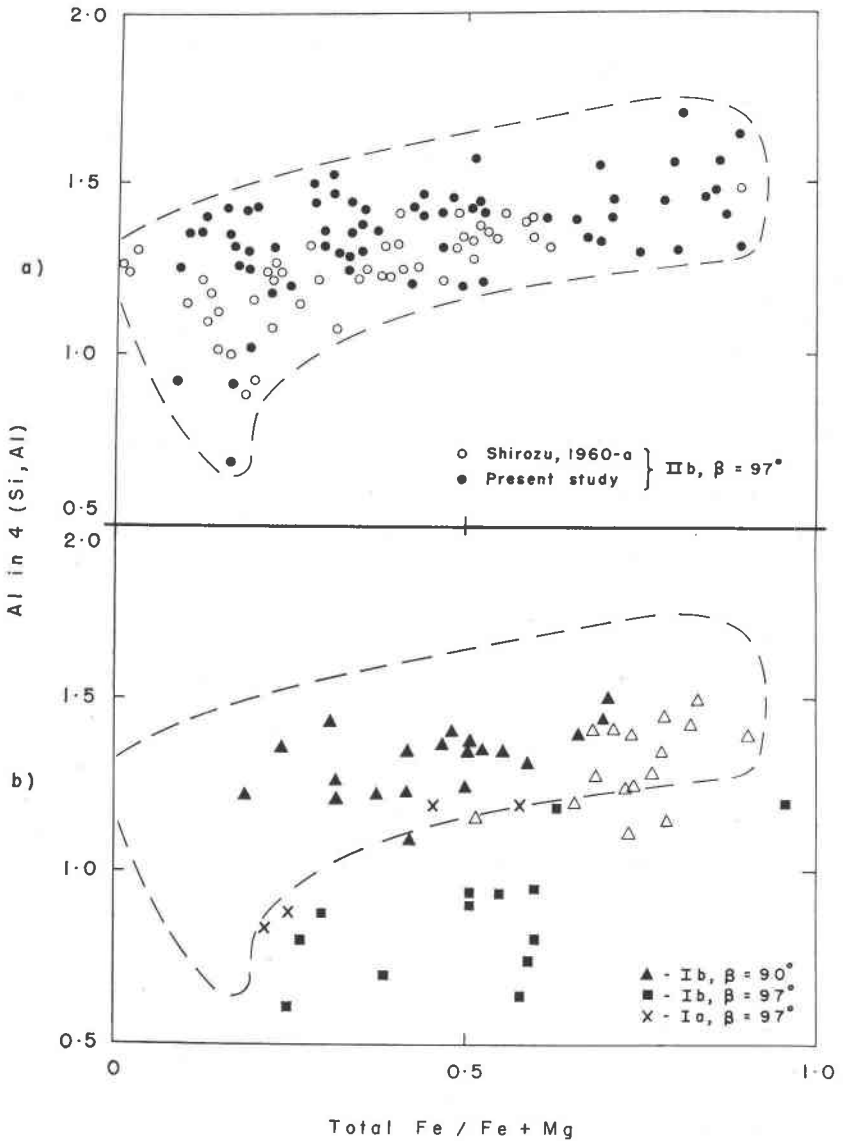 2.0
1.5
a)
1.0
0.5
Shirozu, 1960-a
Present study
IIb, β = 97°
Al in 4 (Si, Al)
2.0
1.5
b)
1.0
0.5
- Ib, β = 90°
- Ib, β = 97°
- Ia, β = 97°
0 0.5 1.0
Total Fe / Fe + Mg